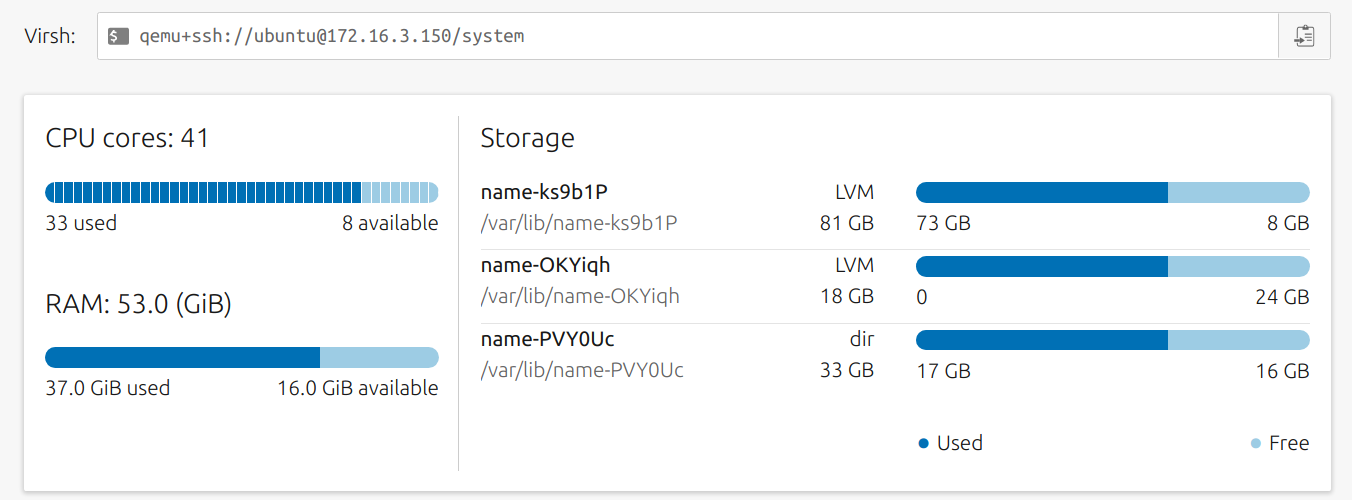 Virsh: $ qemu+ssh://ubuntu@172.16.3.150/system
CPU cores: 41
33 used 8 available
RAM: 53.0 (GiB)
37.0 GiB used 16.0 GiB available
Storage
name-ks9b1P LVM
/var/lib/name-ks9b1P 81 GB 73 GB 8 GB
name-OKYiqh LVM
/var/lib/name-OKYiqh 18 GB 0 24 GB
name-PVY0Uc dir
/var/lib/name-PVY0Uc 33 GB 17 GB 16 GB
Used Free